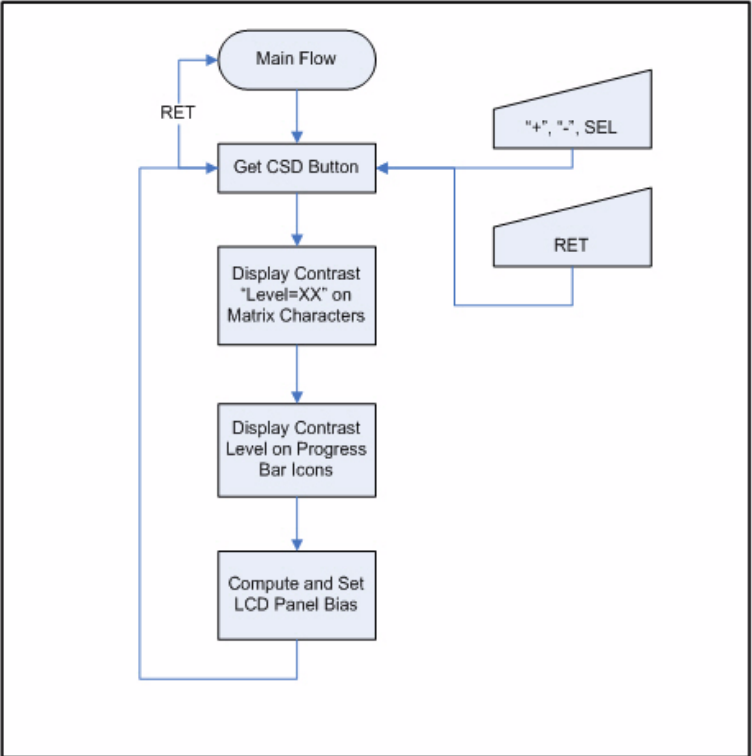 Main Flow
RET
"+", "-", SEL
Get CSD Button
RET
Display Contrast
“Level=XX” on
Matrix Characters
Display Contrast
Level on Progress
Bar Icons
Compute and Set
LCD Panel Bias